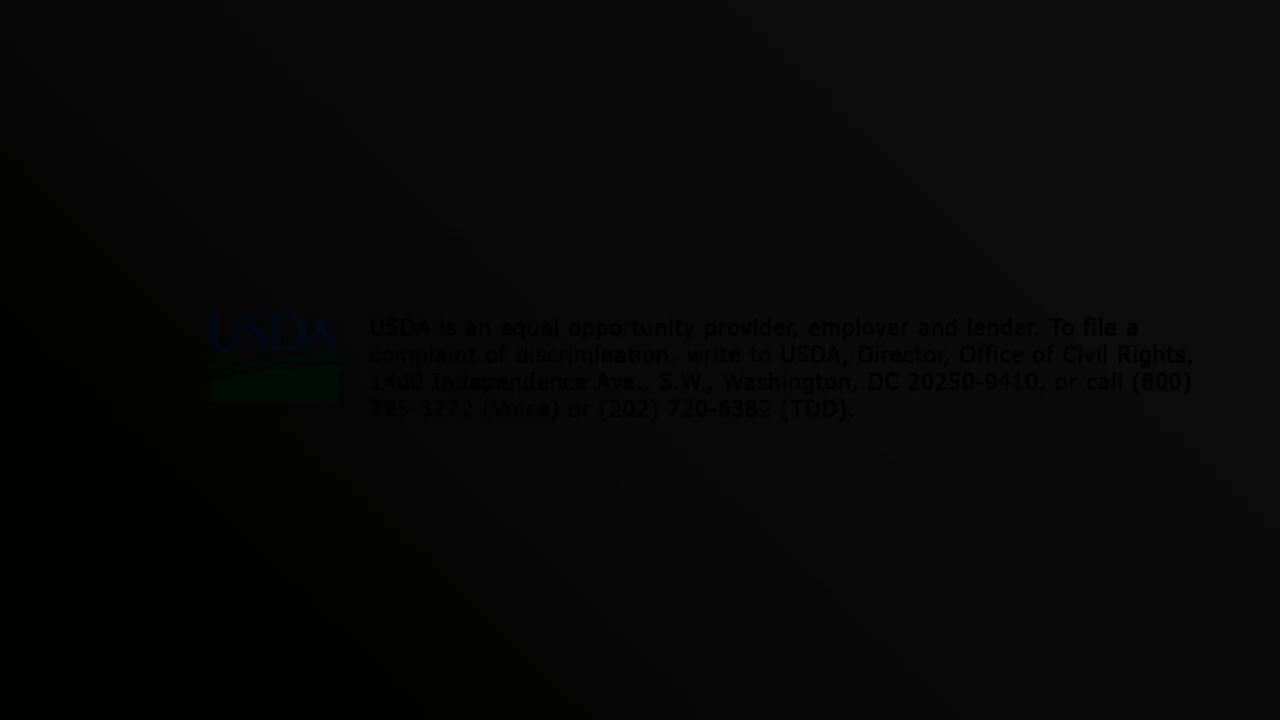 USDA
USDA is an equal opportunity provider, employer and lender. To file a
complaint of discrimination, write to USDA, Director, Office of Civil Rights,
1400 Independence Ave., S.W., Washington, DC 20250-9410, or call (800)
795-3272 (Voice) or (202) 720-6382 (TDD).